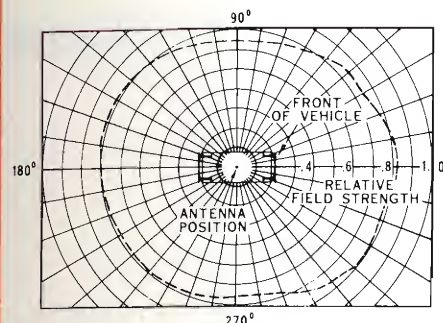 90°
FRONT
OF VEHICLE
180° .4 .6 .8 1.0
RELATIVE
FIELD STRENGTH
ANTENNA
POSITION
270°